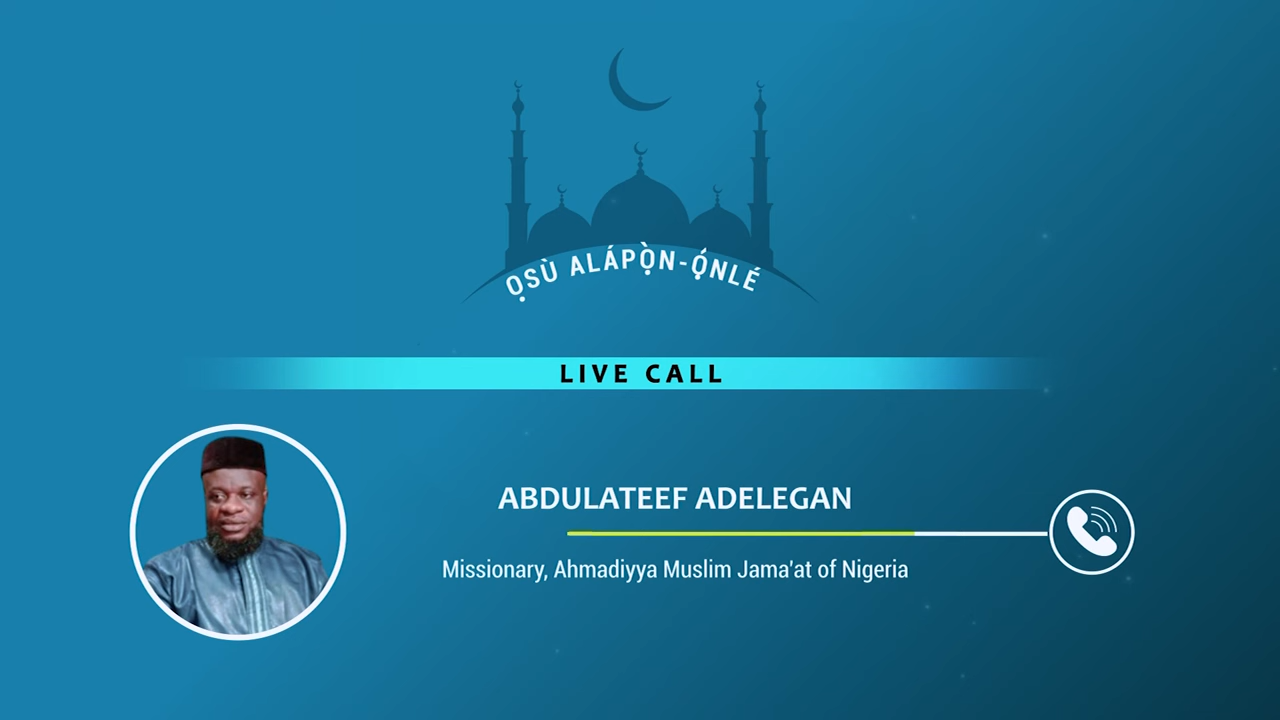 ỌSÙ ALÁPỌ̀N-Ọ́NLÉ
LIVE CALL
ABDULATEEF ADELEGAN
Missionary, Ahmadiyya Muslim Jama'at of Nigeria